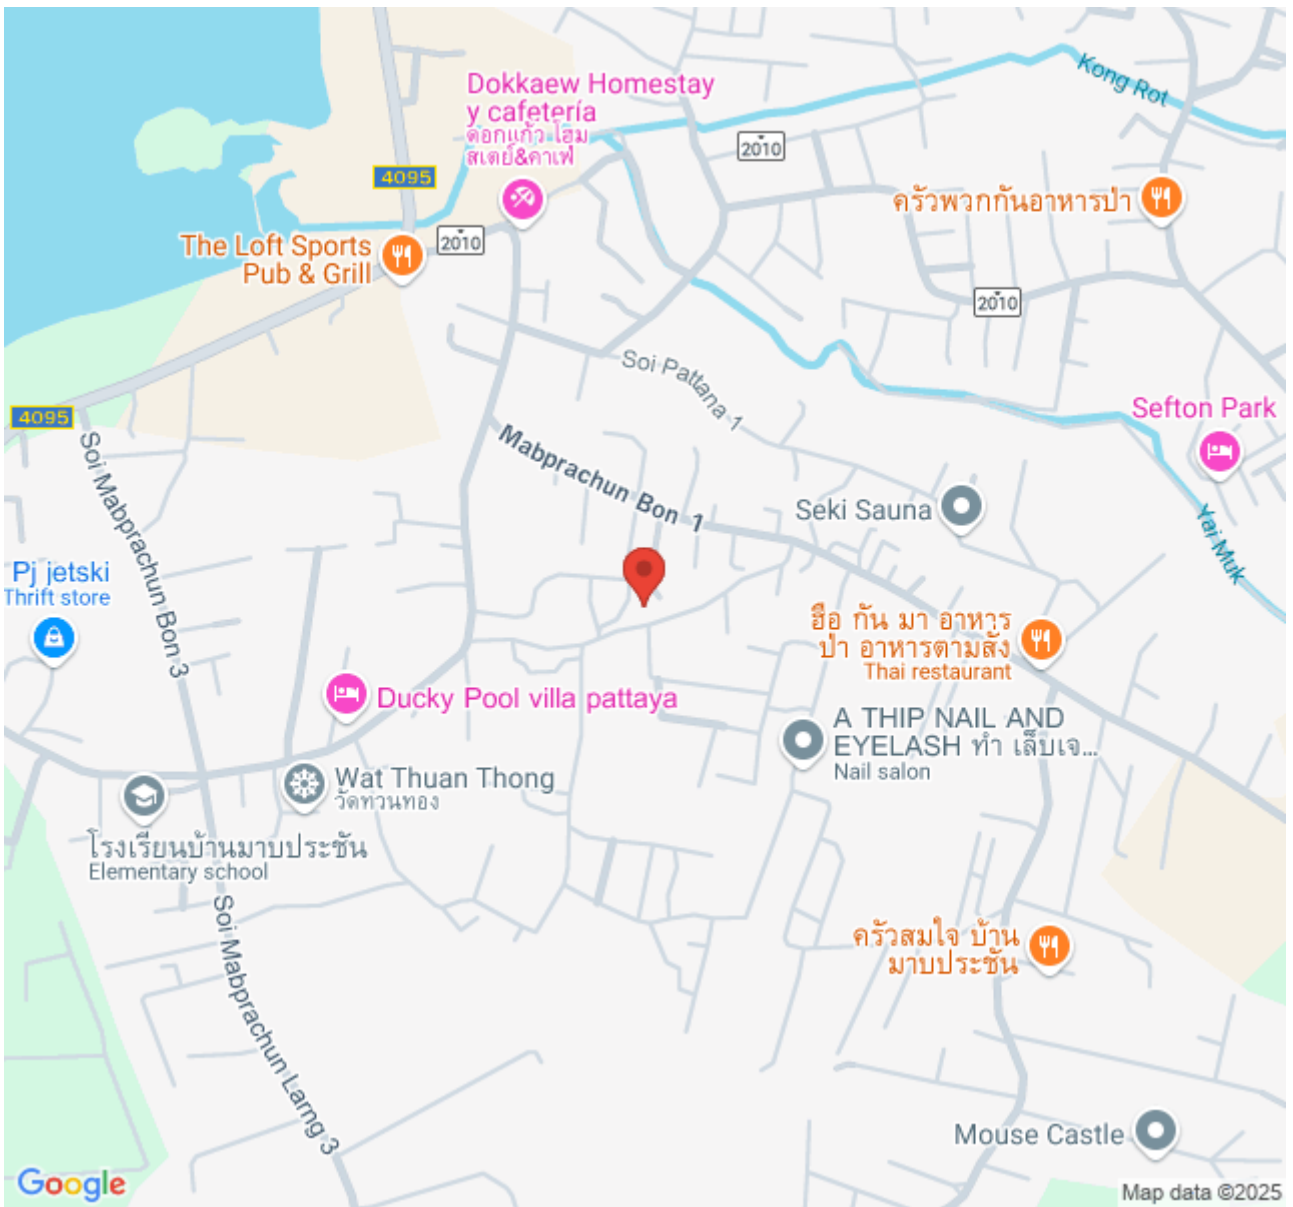 Kong Rot
Dokkaew Homestay
y cafetería
ดอกแก้ว โฮม
สเตย์&คาเฟ่
2010
4095
ครัวพวกกันอาหารป่า
The Loft Sports
Pub & Grill
2010
2010
Soi Pattana 1
4095
Sefton Park
Mabprachun Bon 1
Soi Mabprachun Bon 3
Seki Sauna
Yai Muk
Pj jetski
Thrift store
ฮือ กัน มา อาหาร
ป่า อาหารตามสั่ง
Thai restaurant
Ducky Pool villa pattaya
A THIP NAIL AND
EYELASH ทำ เล็บเจ...
Nail salon
Wat Thuan Thong
วัดทวนทอง
โรงเรียนบ้านมาบประชัน
Elementary school
Soi Mabprachun Larng 3
ครัวสมใจ บ้าน
มาบประชัน
Mouse Castle
Google
Map data ©2025